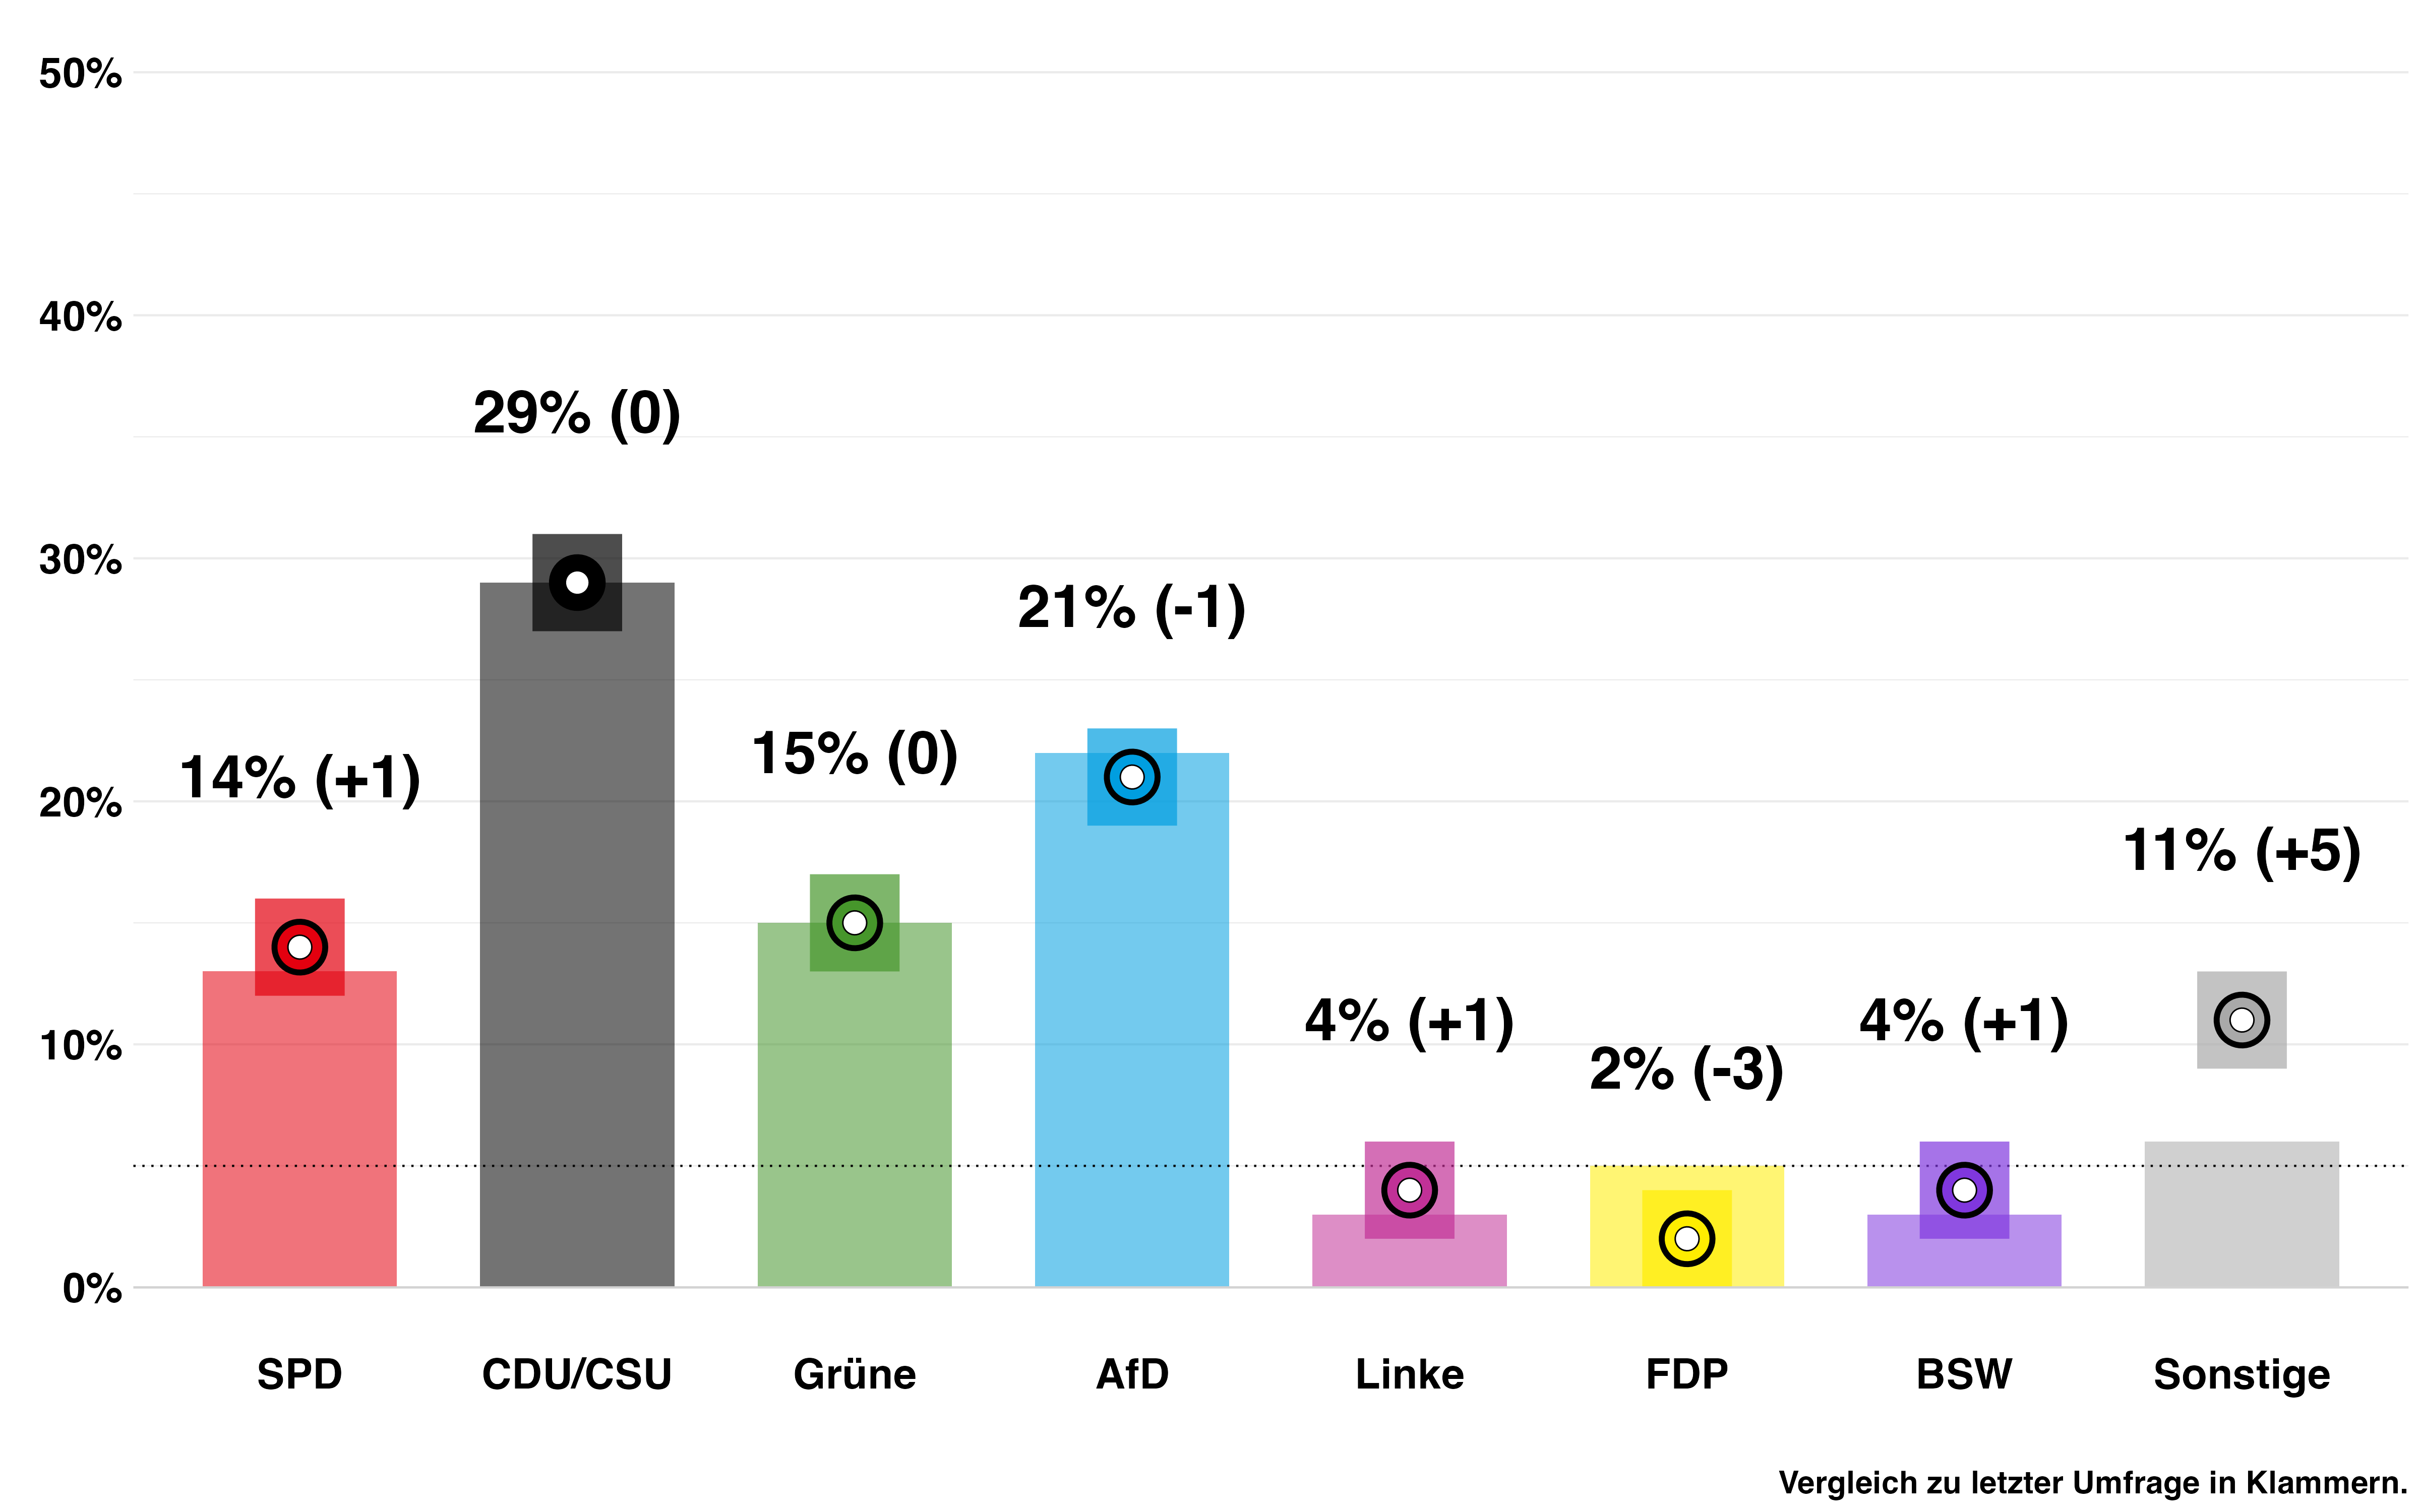 50%
40%
30%
20%
10%
0%
14% (+1)
29% (0)
15% (0)
21% (-1)
4% (+1)
2% (-3)
4% (+1)
11% (+5)
SPD
CDU/CSU
Grüne
AfD
Linke
FDP
BSW
Sonstige
Vergleich zu letzter Umfrage in Klammern.